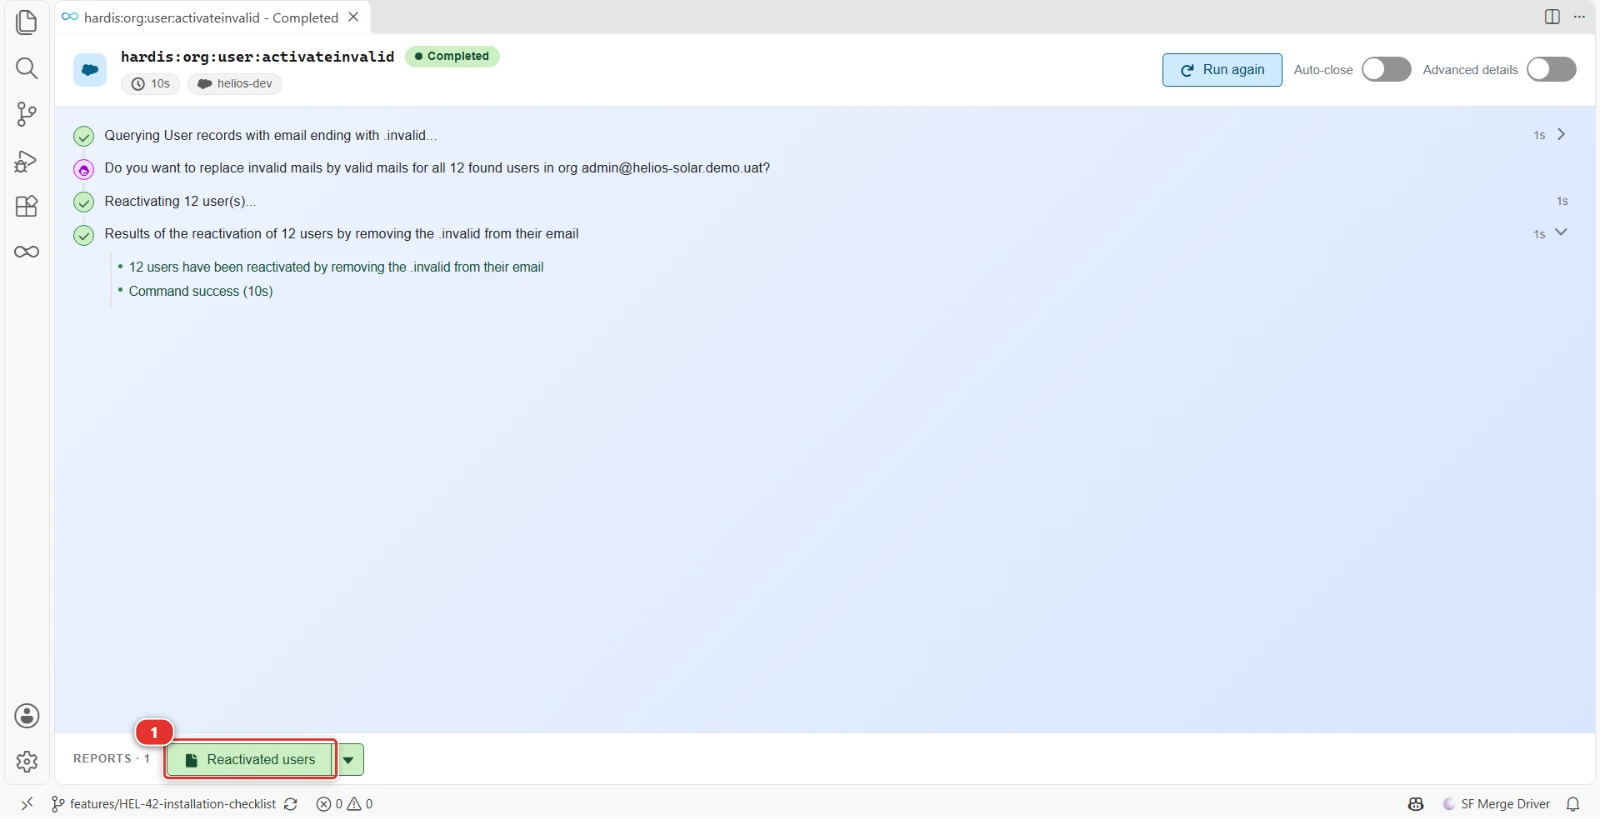 hardis:org:user:activateinvalid - Completed
hardis:org:user:activateinvalid
Completed
10s
helios-dev
Run again
Auto-close
Advanced details
Querying User records with email ending with .invalid...
1s
Do you want to replace invalid mails by valid mails for all 12 found users in org admin@helios-solar.demo.uat?
Reactivating 12 user(s)...
1s
Results of the reactivation of 12 users by removing the .invalid from their email
1s
• 12 users have been reactivated by removing the .invalid from their email
• Command success (10s)
1
REPORTS · 1
Reactivated users
features/HEL-42-installation-checklist
0
0
SF Merge Driver